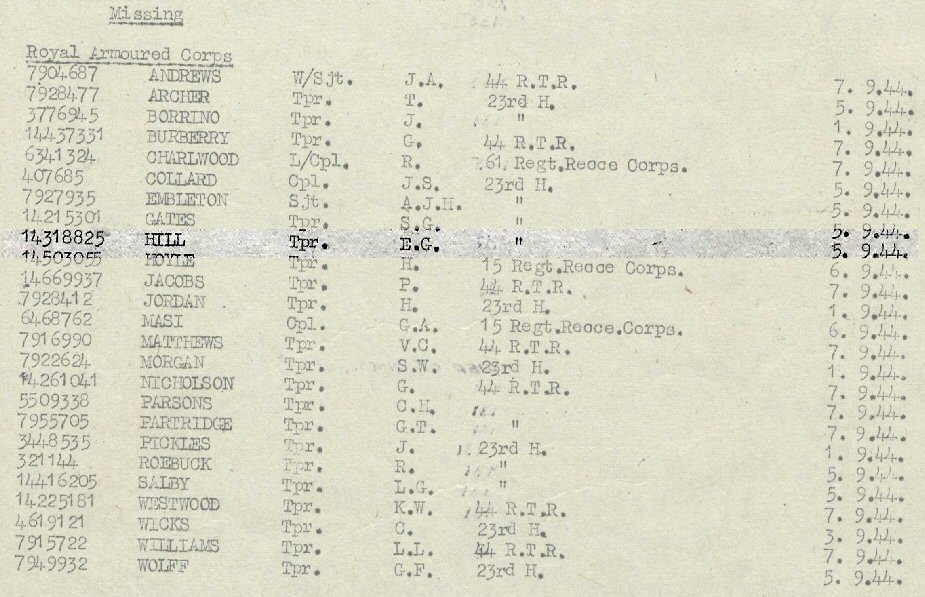 Missing
Royal Armoured Corps
7904687 ANDREWS W/Sjt. J.A. 44 R.T.R. 7. 9.44.
7928477 ARCHER Tpr. T. 23rd H. 5. 9.44.
3776945 BORRINO Tpr. J. " 1. 9.44.
14437331 BURBERRY Tpr. G. 44 R.T.R. 7. 9.44.
6341324 CHARLWOOD L/Cpl. R. 61 Regt.Recce Corps. 7. 9.44.
407685 COLLARD Cpl. J.S. 23rd H. 5. 9.44.
7927935 EMBLETON Sjt. A.J.H. " 5. 9.44.
14215301 GATES Tpr. S.G. " 5. 9.44.
14318825 HILL Tpr. E.G. " 5. 9.44.
14503055 HOYLE Tpr. H. 15 Regt.Recce Corps. 6. 9.44.
14669937 JACOBS Tpr. P. 44 R.T.R. 7. 9.44.
7928412 JORDAN Tpr. H. 23rd H. 1. 9.44.
6468762 MASI Cpl. G.A. 15 Regt.Recce.Corps. 6. 9.44.
7916990 MATTHEWS Tpr. V.C. 44 R.T.R. 7. 9.44.
7922624 MORGAN Tpr. S.W. 23rd H. 1. 9.44.
14261041 NICHOLSON Tpr. G. 44 R.T.R. 7. 9.44.
5509338 PARSONS Tpr. C.H. 7. 9.44.
7955705 PARTRIDGE Tpr. G.T. " 7. 9.44.
3448535 PICKLES Tpr. J. 23rd H. 1. 9.44.
321144 ROEBUCK Tpr. R. " 5. 9.44.
14416205 SALBY Tpr. L.G. " 5. 9.44.
14225181 WESTWOOD Tpr. K.W. 44 R.T.R. 7. 9.44.
4619121 WICKS Tpr. C. 23rd H. 3. 9.44.
7915722 WILLIAMS Tpr. L.L. 44 R.T.R. 7. 9.44.
7949932 WOLFF Tpr. G.F. 23rd H. 5. 9.44.